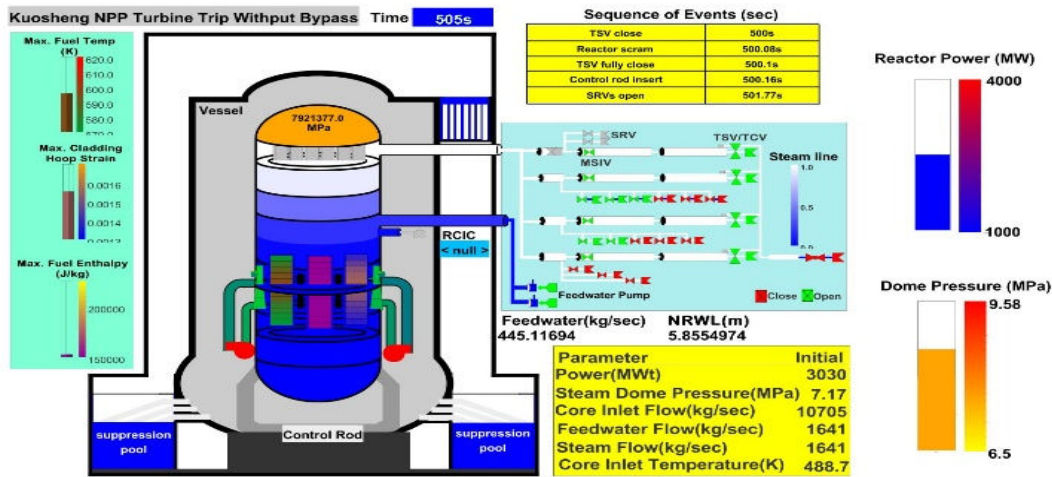 Kuosheng NPP Turbine Trip Withput Bypass Time 505s
Max. Fuel Temp
(K)
620.0
610.0
600.0
590.0
580.0
Max. Cladding
Hoop Strain
0.0016
0.0015
0.0014
0.0013
Max. Fuel Enthalpy
(J/kg)
200000
150000
Vessel
7921377.0
MPa
RCIC
< null >
suppression
pool
Control Rod
suppression
pool
Sequence of Events (sec)
TSV close 500s
Reactor scram 500.08s
TSV fully close 500.1s
Control rod insert 500.16s
SRVs open 501.77s
SRV
TSV/TCV
MSIV
Steam line
1.0
0.5
0.0
Feedwater Pump
Close Open
Feedwater(kg/sec) NRWL(m)
445.11694 5.8554974
Parameter Initial
Power(MWt) 3030
Steam Dome Pressure(MPa) 7.17
Core Inlet Flow(kg/sec) 10705
Feedwater Flow(kg/sec) 1641
Steam Flow(kg/sec) 1641
Core Inlet Temperature(K) 488.7
Reactor Power (MW)
4000
1000
Dome Pressure (MPa)
9.58
6.5